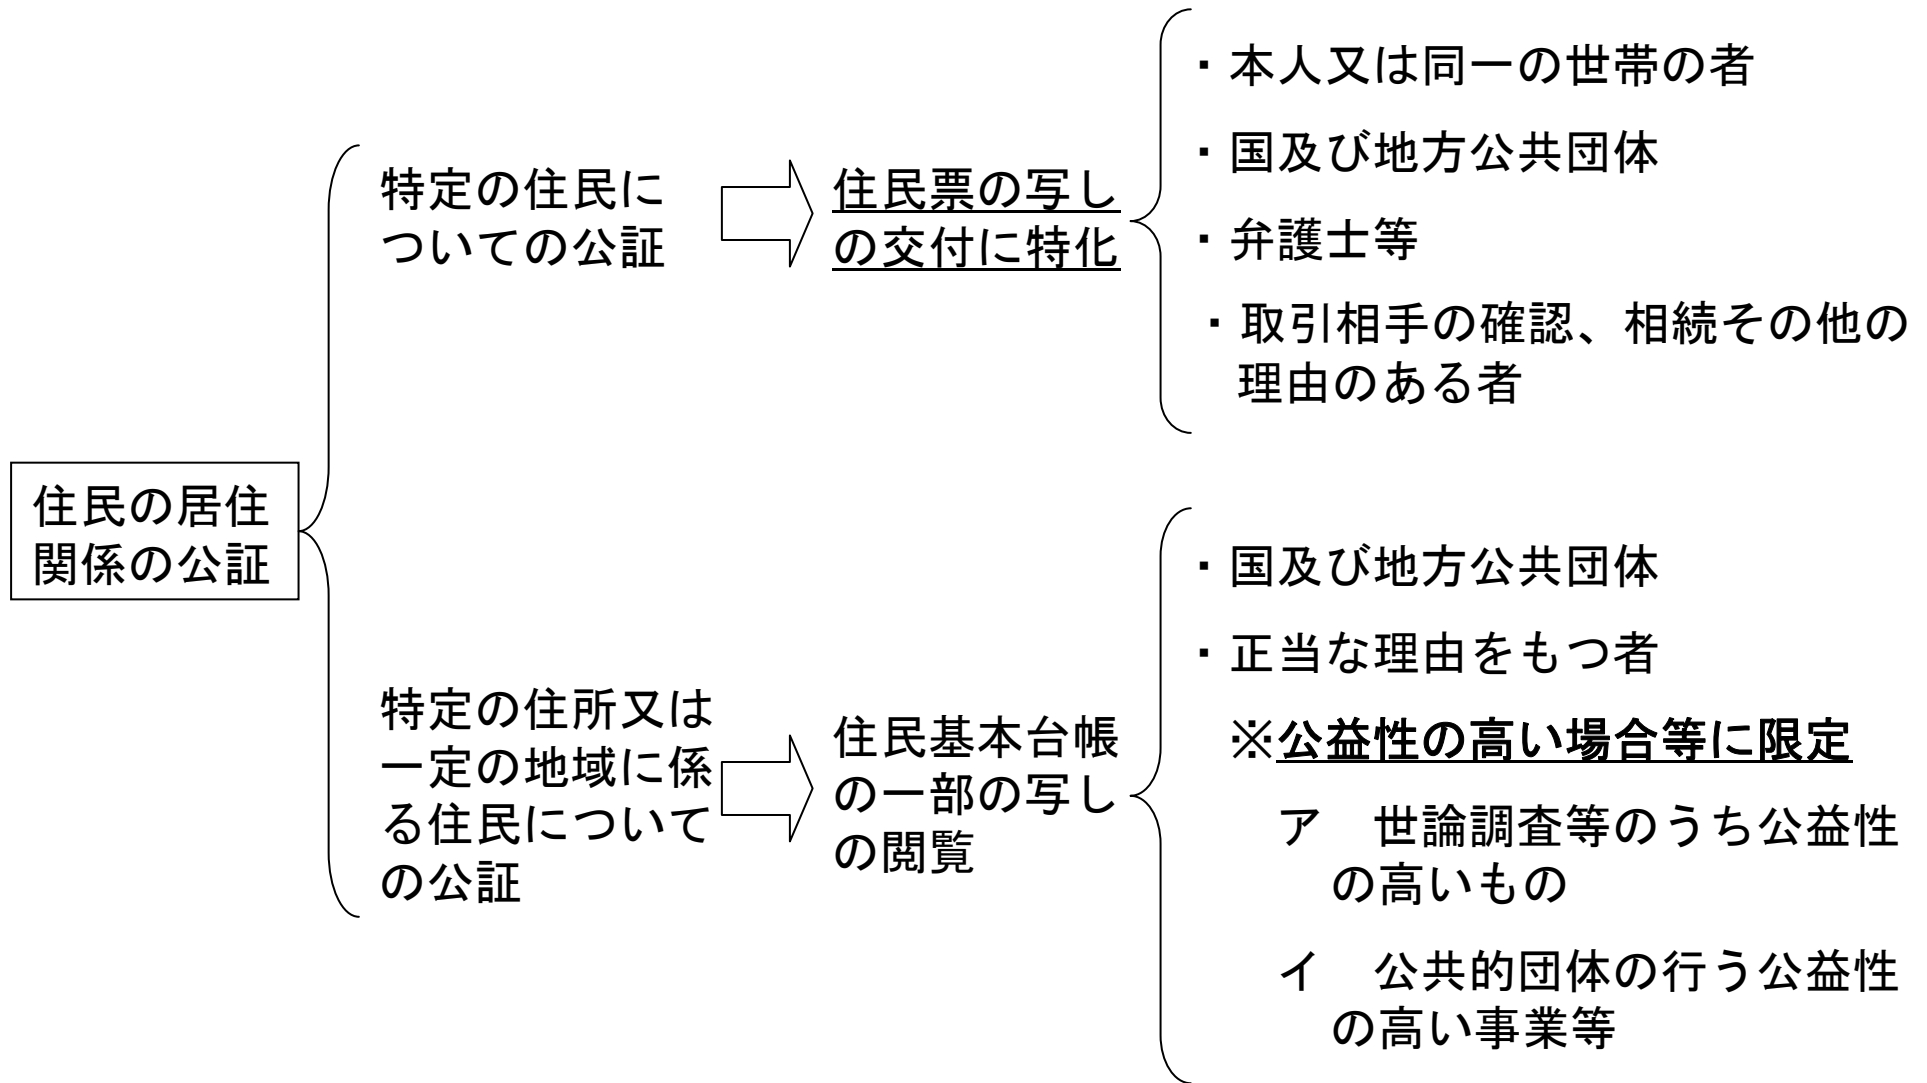 住民の居住
関係の公証
特定の住民に
ついての公証
住民票の写し
の交付に特化
・本人又は同一の世帯の者
・国及び地方公共団体
・弁護士等
・取引相手の確認、相続その他の
理由のある者
特定の住所又は
一定の地域に係
る住民について
の公証
住民基本台帳
の一部の写し
の閲覧
・国及び地方公共団体
・正当な理由をもつ者
※公益性の高い場合等に限定
ア　世論調査等のうち公益性
の高いもの
イ　公共的団体の行う公益性
の高い事業等